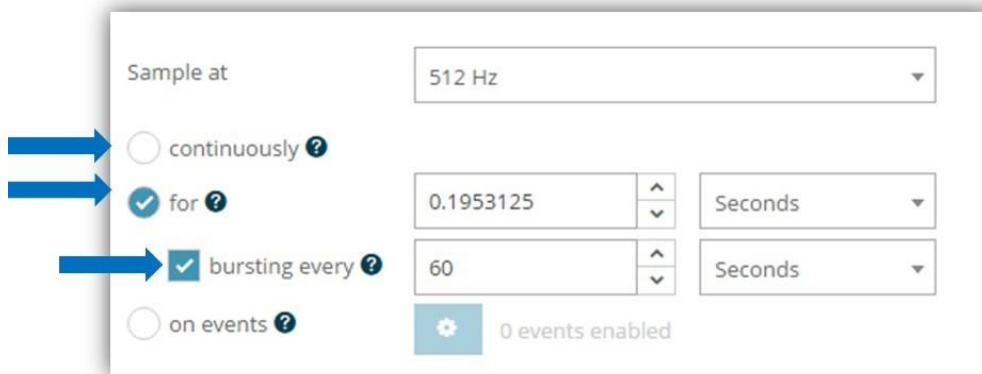 Sample at 512 Hz
continuously ?
for ? 0.1953125 Seconds
bursting every ? 60 Seconds
on events ? 0 events enabled